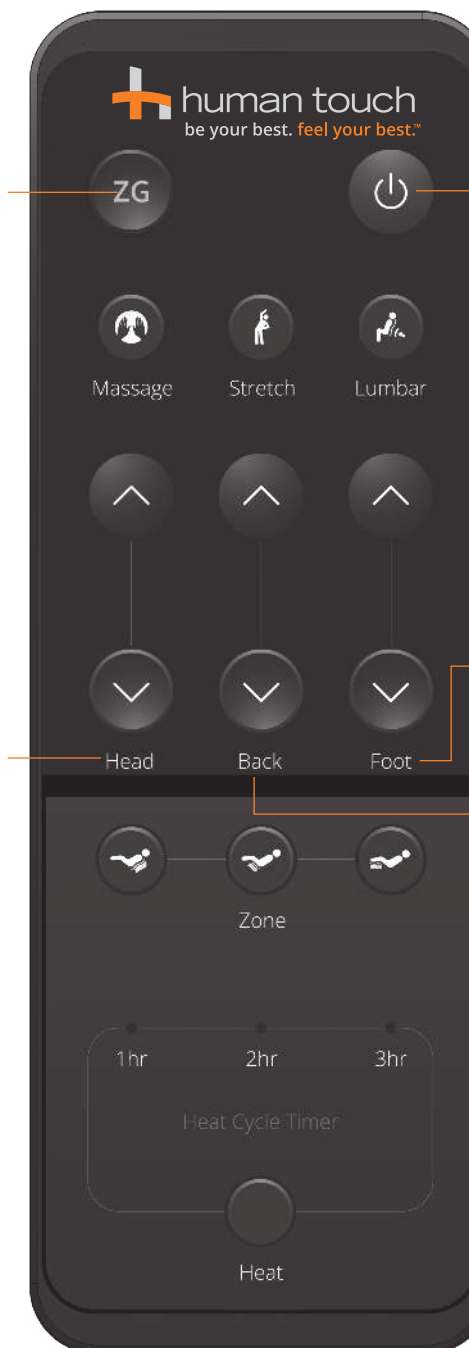 human touch
be your best. feel your best.™
ZG
Massage Stretch Lumbar
Head Back Foot
Zone
1hr 2hr 3hr
Heat Cycle Timer
Heat